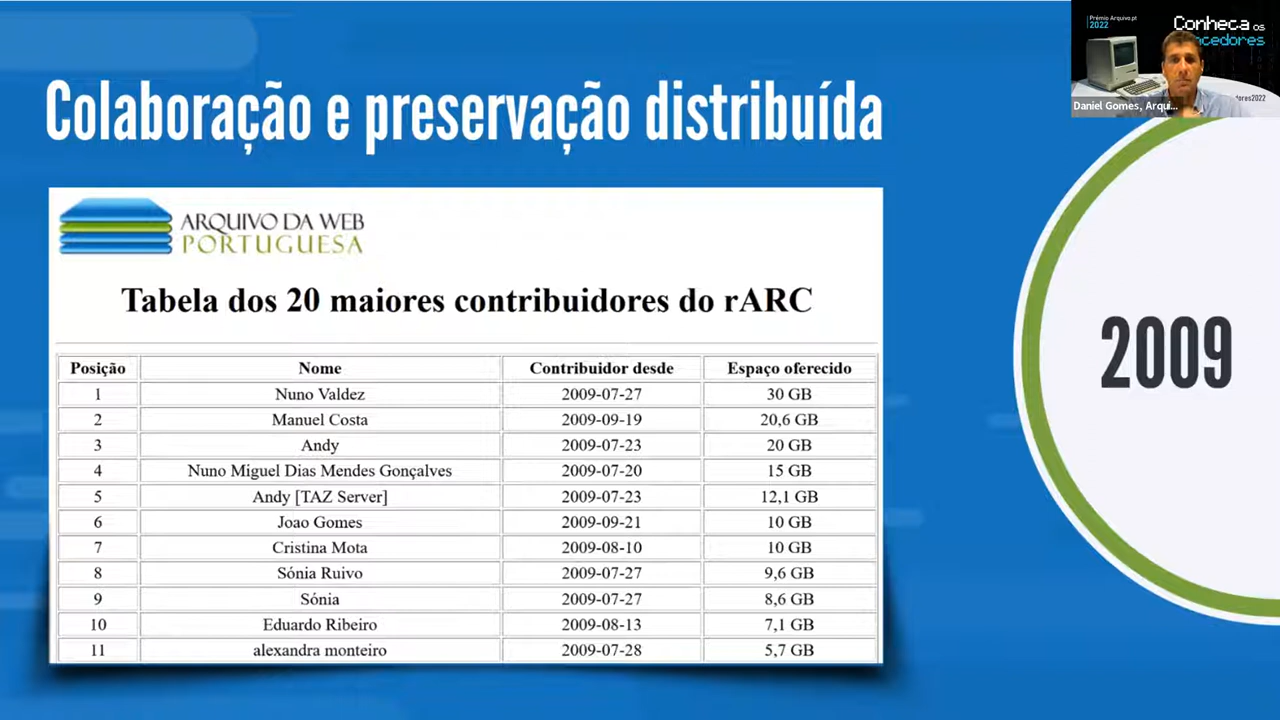 Colaboração e preservação distribuída
Prémio Arquivo.pt
2022
Conheça os
Daniel Gomes, Arqui...
ARQUIVO DA WEB
PORTUGUESA
Tabela dos 20 maiores contribuidores do rARC
Posição Nome Contribuidor desde Espaço oferecido
1 Nuno Valdez 2009-07-27 30 GB
2 Manuel Costa 2009-09-19 20,6 GB
3 Andy 2009-07-23 20 GB
4 Nuno Miguel Dias Mendes Gonçalves 2009-07-20 15 GB
5 Andy [TAZ Server] 2009-07-23 12,1 GB
6 Joao Gomes 2009-09-21 10 GB
7 Cristina Mota 2009-08-10 10 GB
8 Sónia Ruivo 2009-07-27 9,6 GB
9 Sónia 2009-07-27 8,6 GB
10 Eduardo Ribeiro 2009-08-13 7,1 GB
11 alexandra monteiro 2009-07-28 5,7 GB
2009